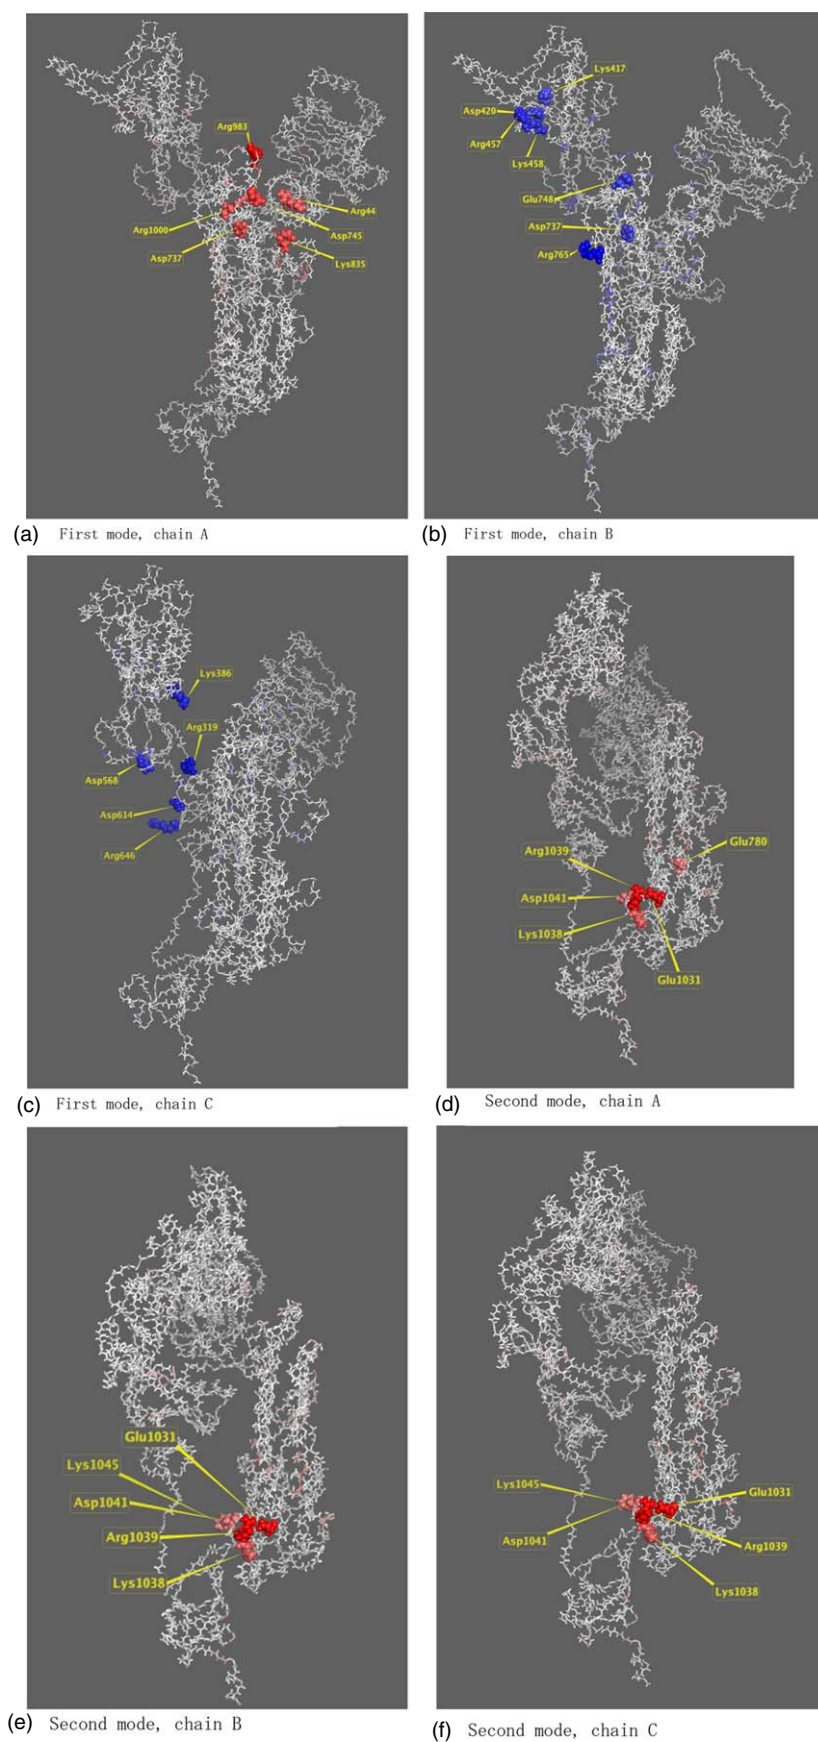 Arg983
Arg44
Arg1000
Asp745
Asp737
Lys835
(a) First mode, chain A
Lys417
Asp420
Arg457
Lys458
Glu748
Asp737
Arg765
(b) First mode, chain B
Lys386
Arg319
Asp568
Asp614
Arg646
(c) First mode, chain C
Glu780
Arg1039
Asp1041
Lys1038
Glu1031
(d) Second mode, chain A
Glu1031
Lys1045
Asp1041
Arg1039
Lys1038
(e) Second mode, chain B
Lys1045
Glu1031
Asp1041
Arg1039
Lys1038
(f) Second mode, chain C